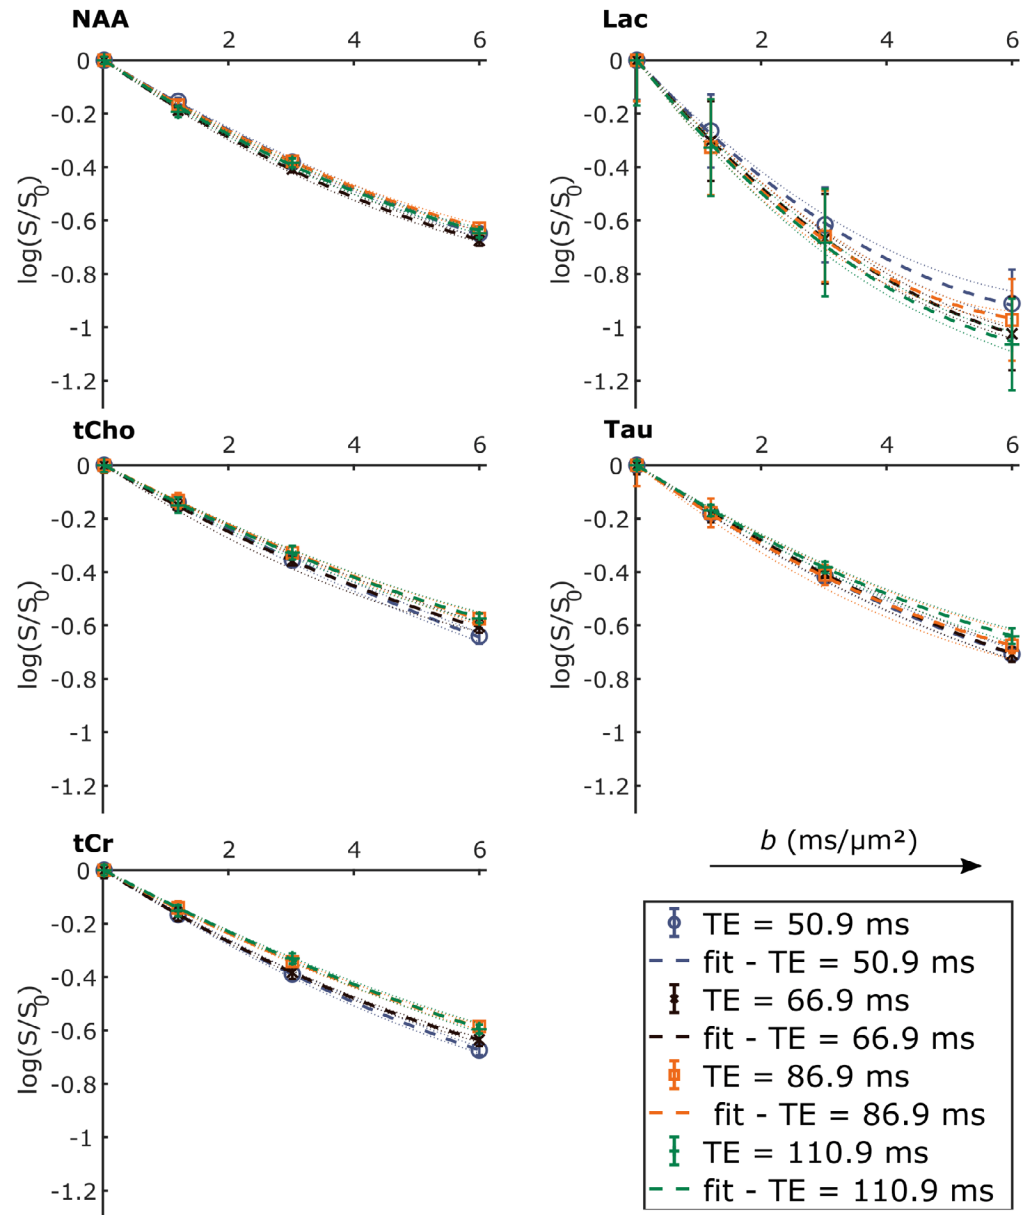 NAA
2 4 6
0
-0.2
-0.4
-0.6
-0.8
-1
-1.2
log(S/S0)
Lac
2 4 6
0
-0.2
-0.4
-0.6
-0.8
-1
-1.2
log(S/S0)
tCho
2 4 6
0
-0.2
-0.4
-0.6
-0.8
-1
-1.2
log(S/S0)
Tau
2 4 6
0
-0.2
-0.4
-0.6
-0.8
-1
-1.2
log(S/S0)
tCr
2 4 6
0
-0.2
-0.4
-0.6
-0.8
-1
-1.2
log(S/S0)
b (ms/μm²)
TE = 50.9 ms
fit - TE = 50.9 ms
TE = 66.9 ms
fit - TE = 66.9 ms
TE = 86.9 ms
fit - TE = 86.9 ms
TE = 110.9 ms
fit - TE = 110.9 ms